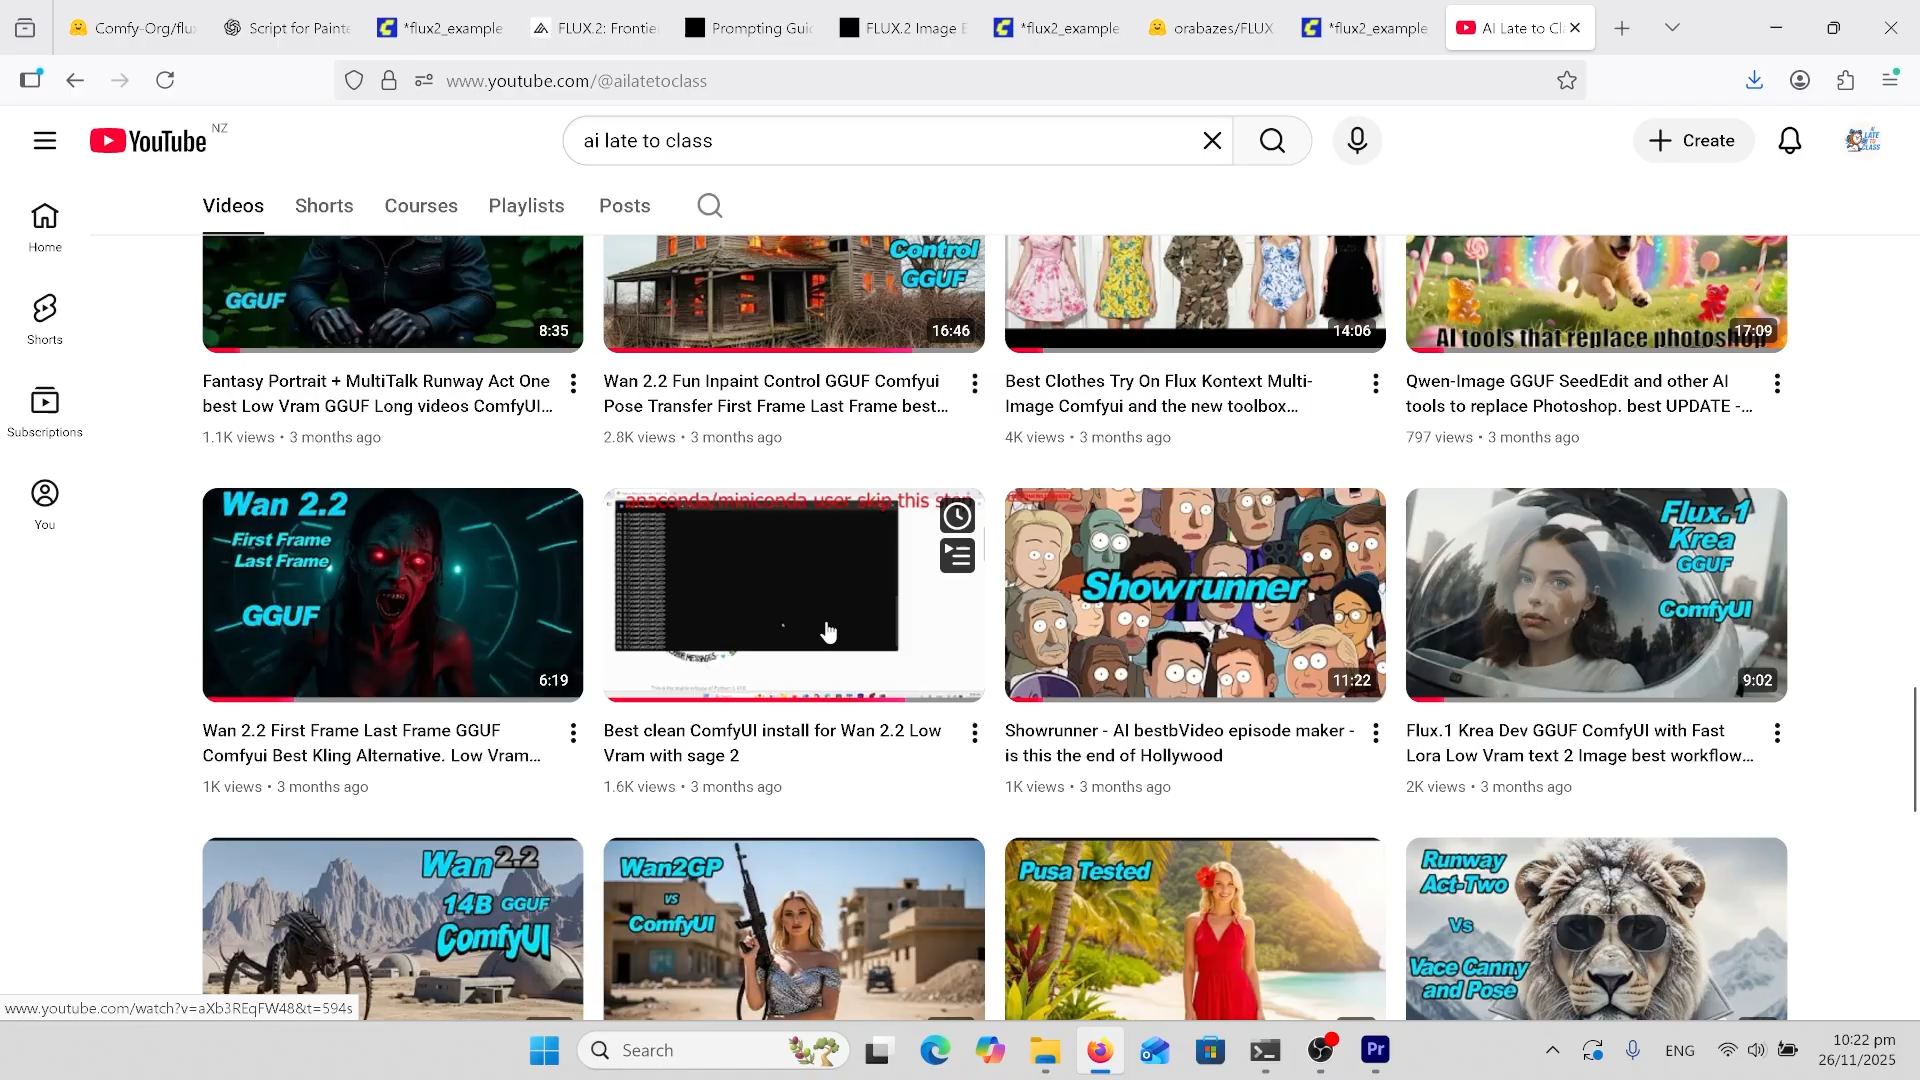 Comfy-Org/flu
Script for Painte
*flux2_example
FLUX.2: Frontie
Prompting Guid
FLUX.2 Image E
*flux2_example
orabazes/FLUX
*flux2_example
AI Late to Cl
www.youtube.com/@ailatetoclass
YouTube NZ
ai late to class
Create
Videos
Shorts
Courses
Playlists
Posts
Home
Shorts
Subscriptions
You
GGUF
8:35
Control
GGUF
16:46
14:06
AI tools that replace photoshop
17:09
Fantasy Portrait + MultiTalk Runway Act One
best Low Vram GGUF Long videos ComfyUI...
1.1K views • 3 months ago
Wan 2.2 Fun Inpaint Control GGUF Comfyui
Pose Transfer First Frame Last Frame best...
2.8K views • 3 months ago
Best Clothes Try On Flux Kontext Multi-
Image Comfyui and the new toolbox...
4K views • 3 months ago
Qwen-Image GGUF SeedEdit and other AI
tools to replace Photoshop. best UPDATE -...
797 views • 3 months ago
Wan 2.2
First Frame
Last Frame
GGUF
6:19
anaconda/miniconda user skip this st
Showrunner
11:22
Flux.1
Krea
GGUF
ComfyUI
9:02
Wan 2.2 First Frame Last Frame GGUF
Comfyui Best Kling Alternative. Low Vram...
1K views • 3 months ago
Best clean ComfyUI install for Wan 2.2 Low
Vram with sage 2
1.6K views • 3 months ago
Showrunner - AI bestbVideo episode maker -
is this the end of Hollywood
1K views • 3 months ago
Flux.1 Krea Dev GGUF ComfyUI with Fast
Lora Low Vram text 2 Image best workflow...
2K views • 3 months ago
Wan 2.2
14B GGUF
ComfyUI
Wan2GP
vs
ComfyUI
Pusa Tested
Runway
Act-Two
Vs
Vace Canny
and Pose
www.youtube.com/watch?v=aXb3REqFW48&t=594s
Search
Pr
ENG
10:22 pm
26/11/2025